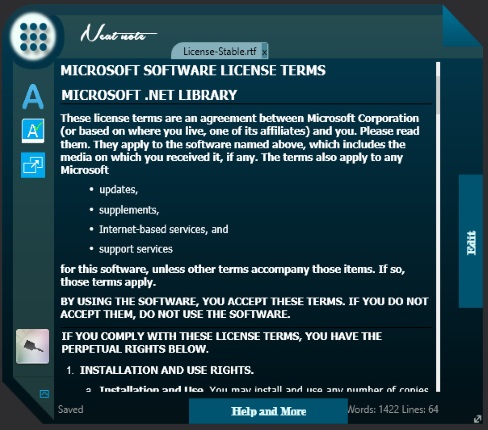 Neat note
License-Stable.rtf x
MICROSOFT SOFTWARE LICENSE TERMS
MICROSOFT .NET LIBRARY
These license terms are an agreement between Microsoft Corporation
(or based on where you live, one of its affiliates) and you. Please read
them. They apply to the software named above, which includes the
media on which you received it, if any. The terms also apply to any
Microsoft
• updates,
• supplements,
• Internet-based services, and
• support services
for this software, unless other terms accompany those items. If so,
those terms apply.
BY USING THE SOFTWARE, YOU ACCEPT THESE TERMS. IF YOU DO NOT
ACCEPT THEM, DO NOT USE THE SOFTWARE.
IF YOU COMPLY WITH THESE LICENSE TERMS, YOU HAVE THE
PERPETUAL RIGHTS BELOW.
1. INSTALLATION AND USE RIGHTS.
a. Installation and Use. You may install and use any number of copies
Edit
Saved
Help and More
Words: 1422 Lines: 64